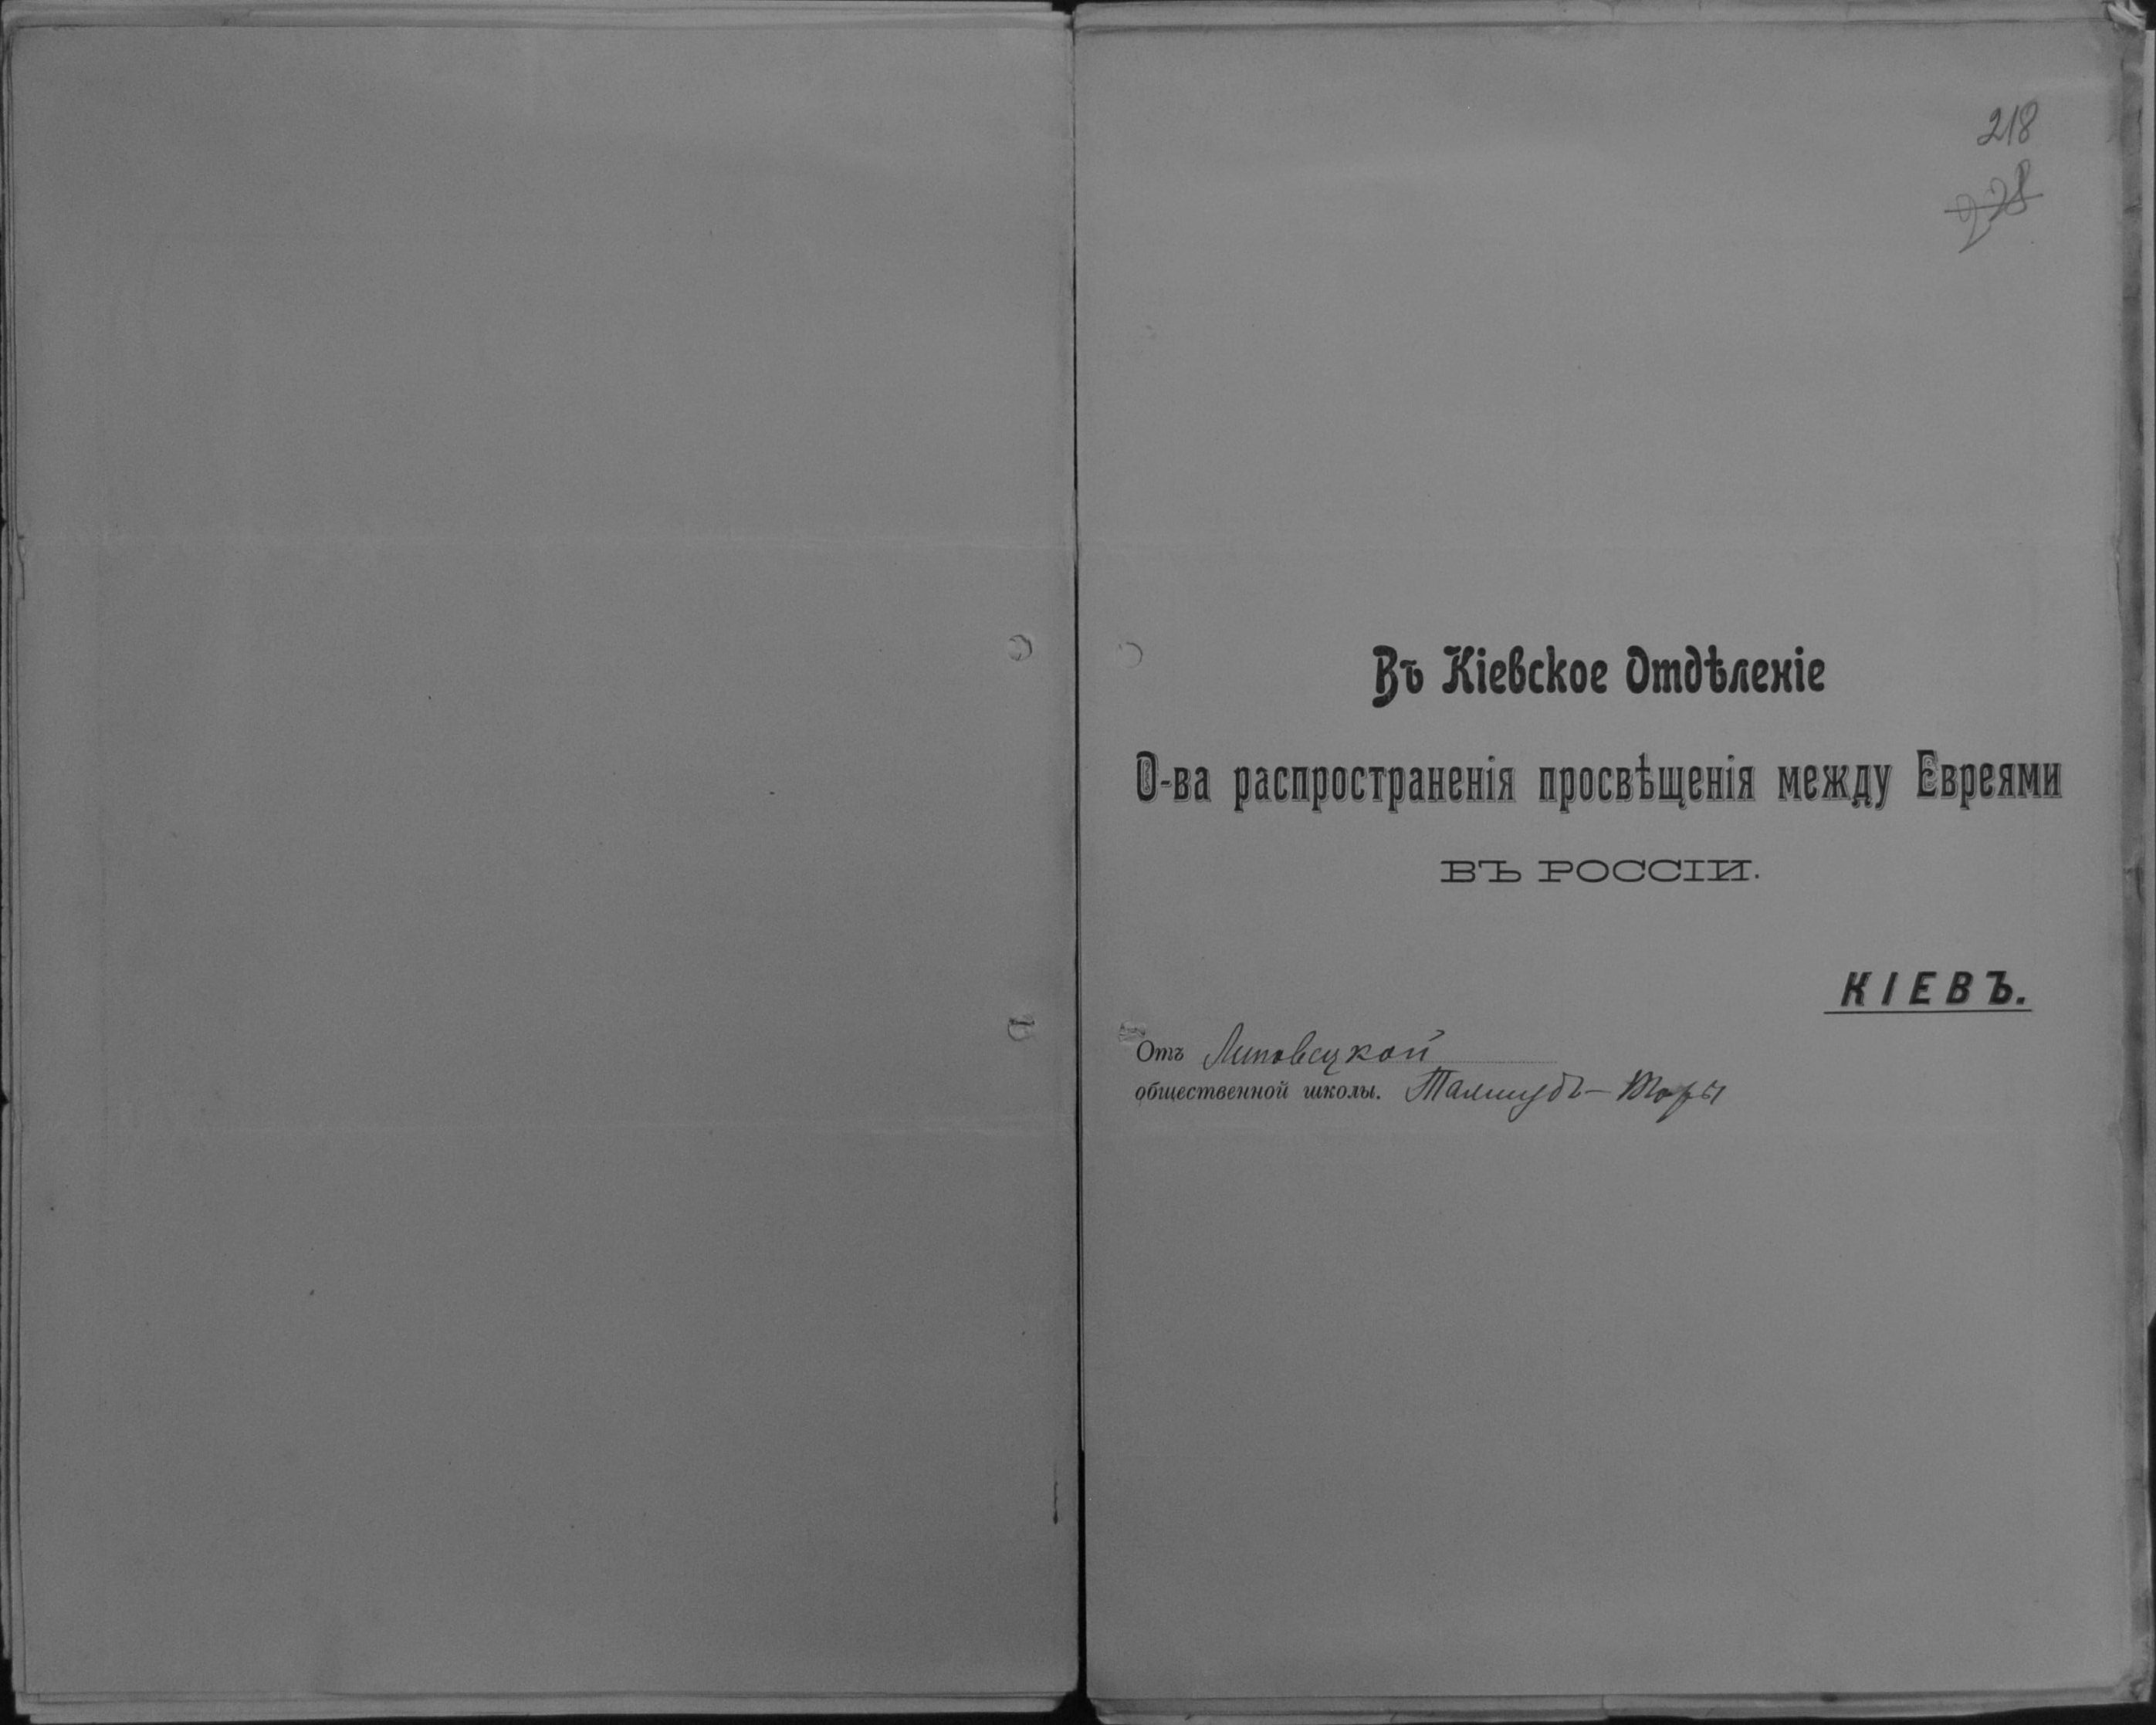 218
228
Въ Кіевское Отдѣленіе
О-ва распространенія просвѣщенія между Евреями
ВЪ РОССІИ.
КІЕВЪ.
Отъ Липовецкой
общественной школы. Талмудъ-Торы